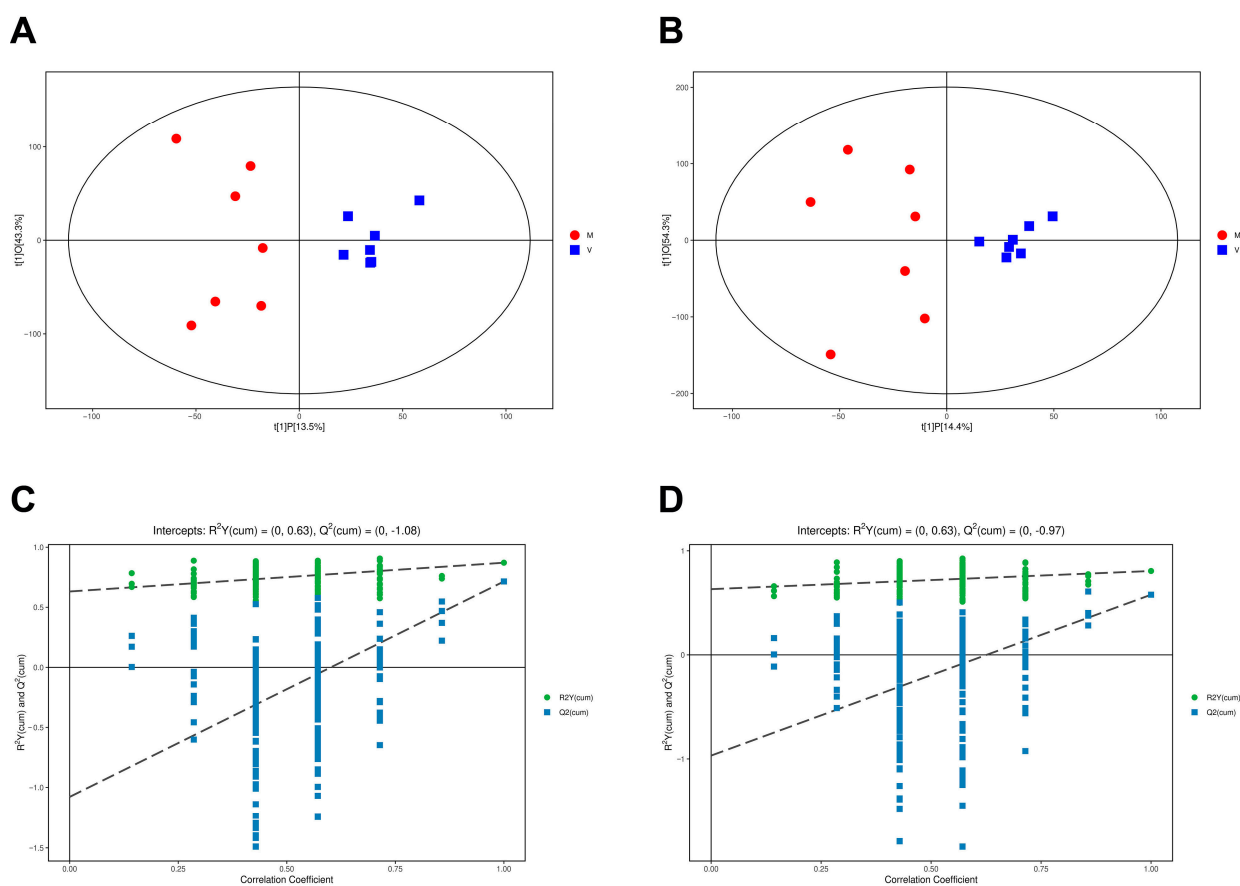 A
B
100
0
−100
t[1]O[43.3%]
−100
−50
0
50
100
t[1]P[13.5%]
M
V
200
100
0
−100
−200
t[1]O[54.3%]
−100
−50
0
50
100
t[1]P[14.4%]
M
V
C
D
Intercepts: R²Y(cum) = (0, 0.63), Q²(cum) = (0, -1.08)
1.0
0.5
0.0
−0.5
−1.0
−1.5
R²Y(cum) and Q²(cum)
0.00
0.25
0.50
0.75
1.00
Correlation Coefficient
R2Y(cum)
Q2(cum)
Intercepts: R²Y(cum) = (0, 0.63), Q²(cum) = (0, -0.97)
1
0
−1
R²Y(cum) and Q²(cum)
0.00
0.25
0.50
0.75
1.00
Correlation Coefficient
R2Y(cum)
Q2(cum)